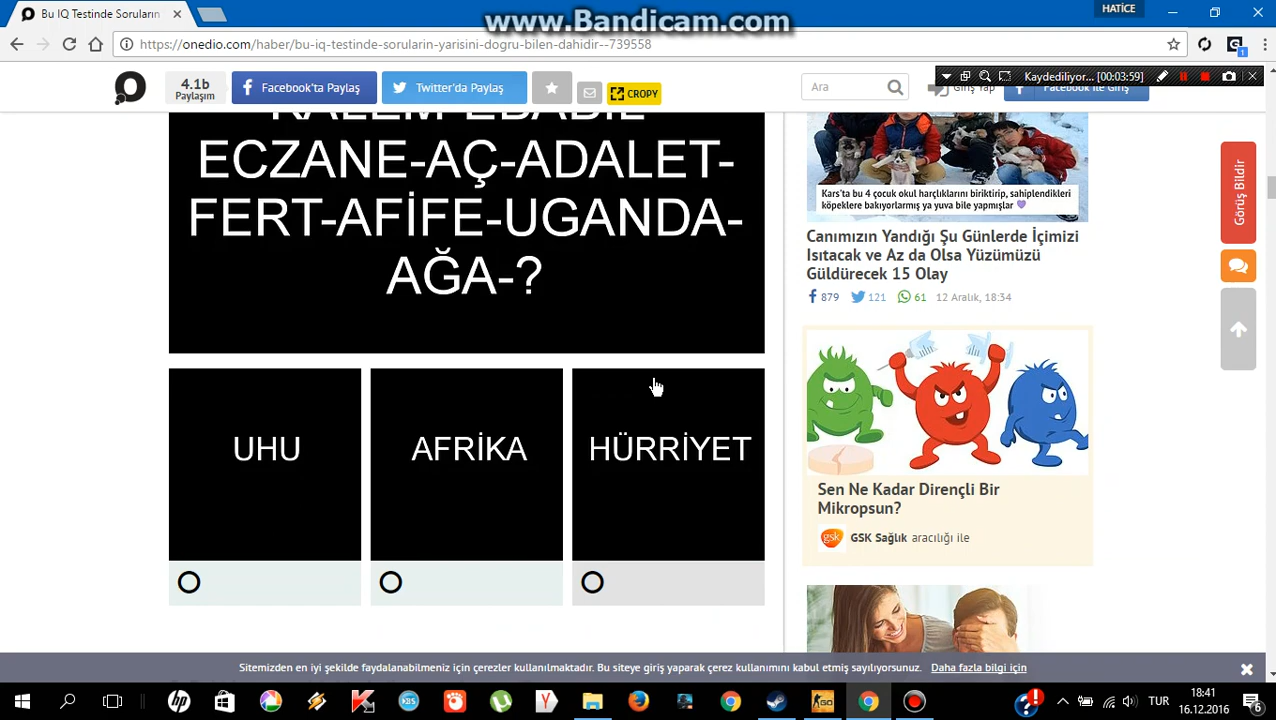 Bu IQ Testinde Soruların
www.Bandicam.com
HATİCE
https://onedio.com/haber/bu-iq-testinde-sorularin-yarisini-dogru-bilen-dahidir--739558
4.1b
Paylaşım
Facebook'ta Paylaş
Twitter'da Paylaş
CROPY
Ara
Kaydediliyor... [00:03:59]
Giriş Yap
Facebook ile Giriş
ECZANE-AÇ-ADALET-
FERT-AFİFE-UGANDA-
AĞA-?
UHU
AFRİKA
HÜRRİYET
Kars'ta bu 4 çocuk okul harçlıklarını biriktirip, sahiplendikleri
köpeklere bakıyorlarmış ya yuva bile yapmışlar
Canımızın Yandığı Şu Günlerde İçimizi
Isıtacak ve Az da Olsa Yüzümüzü
Güldürecek 15 Olay
879 121 61 12 Aralık, 18:34
Sen Ne Kadar Dirençli Bir
Mikropsun?
gsk GSK Sağlık aracılığı ile
Görüş Bildir
Sitemizden en iyi şekilde faydalanabilmeniz için çerezler kullanılmaktadır. Bu siteye giriş yaparak çerez kullanımını kabul etmiş sayılıyorsunuz. Daha fazla bilgi için
TUR
18:41
16.12.2016